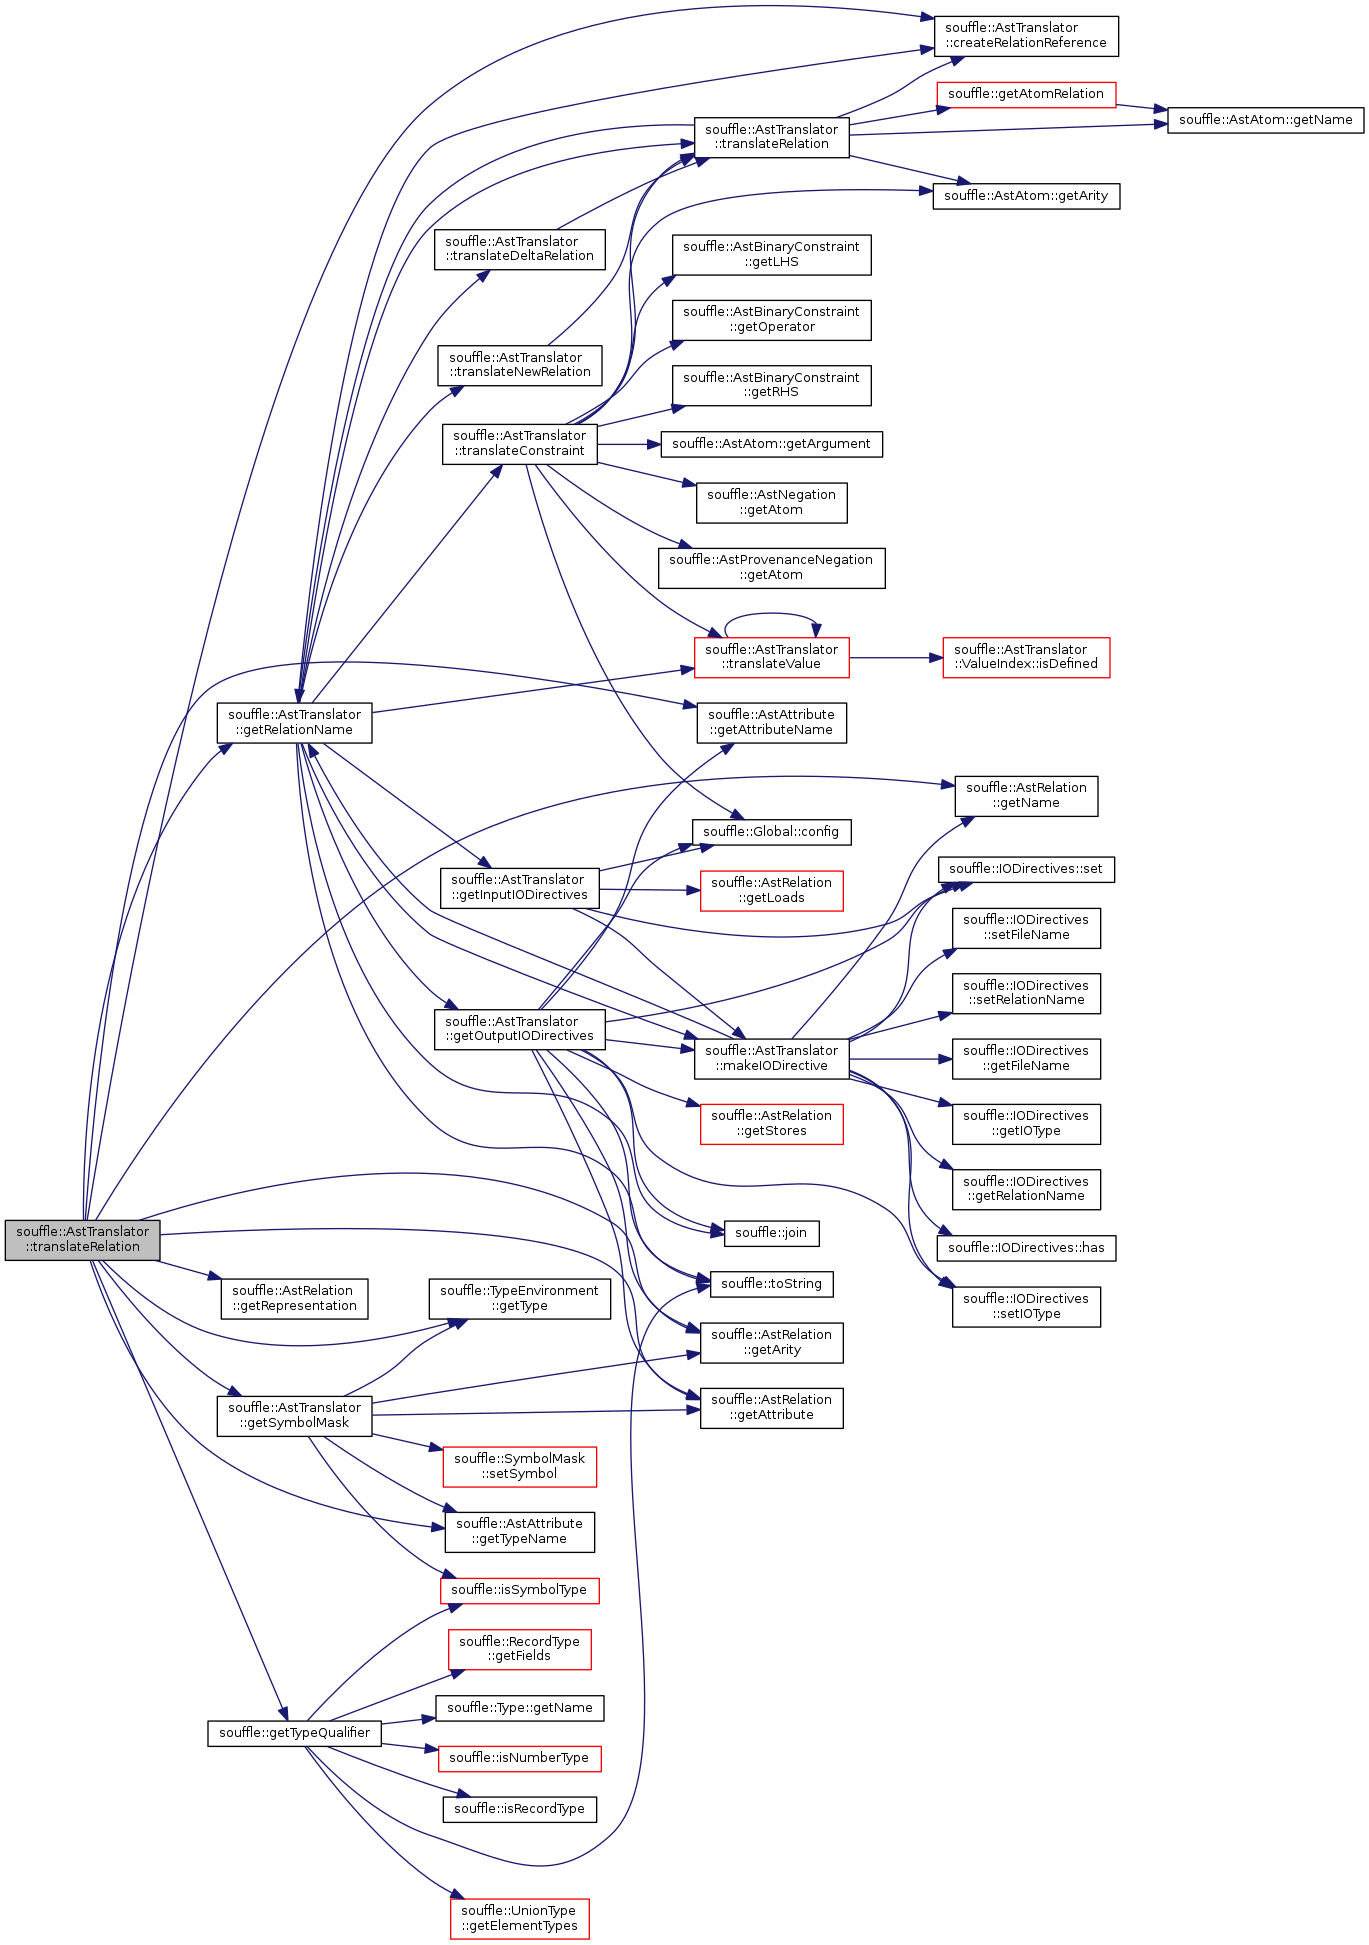 souffle::AstTranslator
::createRelationReference
souffle::getAtomRelation
souffle::AstAtom::getName
souffle::AstTranslator
::translateRelation
souffle::AstAtom::getArity
souffle::AstTranslator
::translateDeltaRelation
souffle::AstBinaryConstraint
::getLHS
souffle::AstBinaryConstraint
::getOperator
souffle::AstTranslator
::translateNewRelation
souffle::AstBinaryConstraint
::getRHS
souffle::AstTranslator
::translateConstraint
souffle::AstAtom::getArgument
souffle::AstNegation
::getAtom
souffle::AstProvenanceNegation
::getAtom
souffle::AstTranslator
::translateValue
souffle::AstTranslator
::ValueIndex::isDefined
souffle::AstTranslator
::getRelationName
souffle::AstAttribute
::getAttributeName
souffle::AstRelation
::getName
souffle::Global::config
souffle::IODirectives::set
souffle::AstTranslator
::getInputIODirectives
souffle::AstRelation
::getLoads
souffle::IODirectives
::setFileName
souffle::IODirectives
::setRelationName
souffle::AstTranslator
::getOutputIODirectives
souffle::AstTranslator
::makeIODirective
souffle::IODirectives
::getFileName
souffle::AstRelation
::getStores
souffle::IODirectives
::getIOType
souffle::IODirectives
::getRelationName
souffle::join
souffle::IODirectives::has
souffle::AstTranslator
::translateRelation
souffle::AstRelation
::getRepresentation
souffle::TypeEnvironment
::getType
souffle::toString
souffle::IODirectives
::setIOType
souffle::AstRelation
::getArity
souffle::AstTranslator
::getSymbolMask
souffle::AstRelation
::getAttribute
souffle::SymbolMask
::setSymbol
souffle::AstAttribute
::getTypeName
souffle::isSymbolType
souffle::RecordType
::getFields
souffle::Type::getName
souffle::getTypeQualifier
souffle::isNumberType
souffle::isRecordType
souffle::UnionType
::getElementTypes